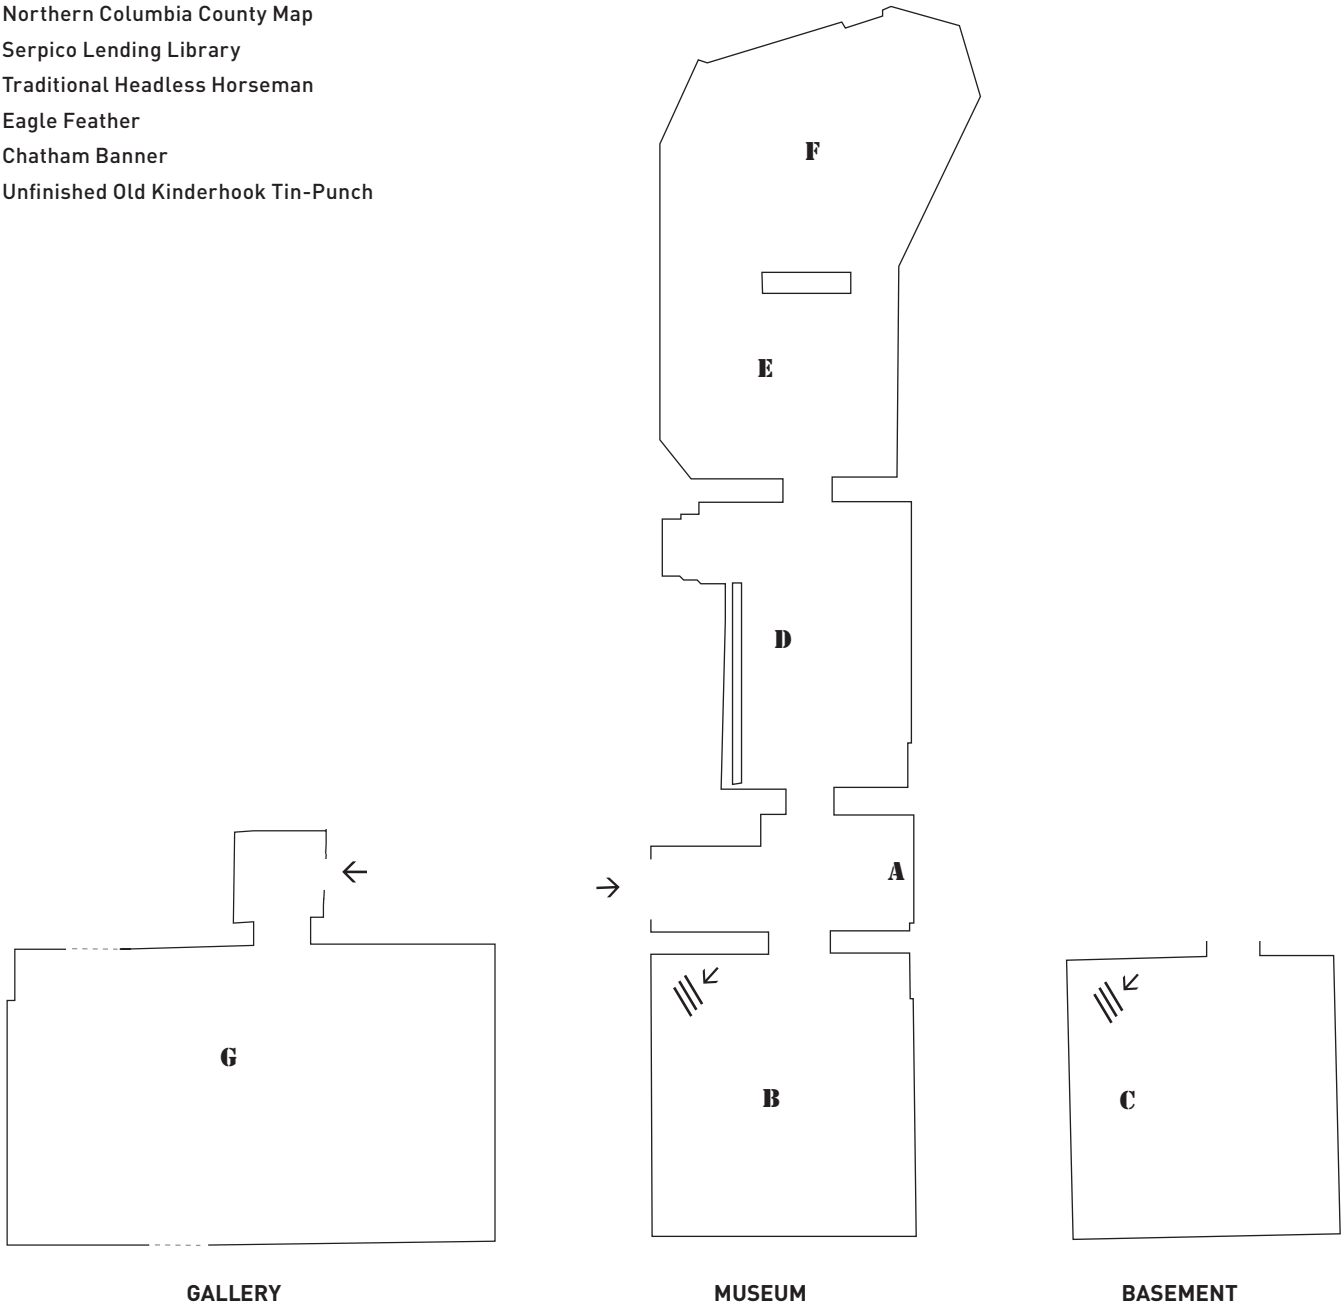 Northern Columbia County Map
Serpico Lending Library
Traditional Headless Horseman
Eagle Feather
Chatham Banner
Unfinished Old Kinderhook Tin-Punch
F
E
D
A
G
B
C
GALLERY
MUSEUM
BASEMENT